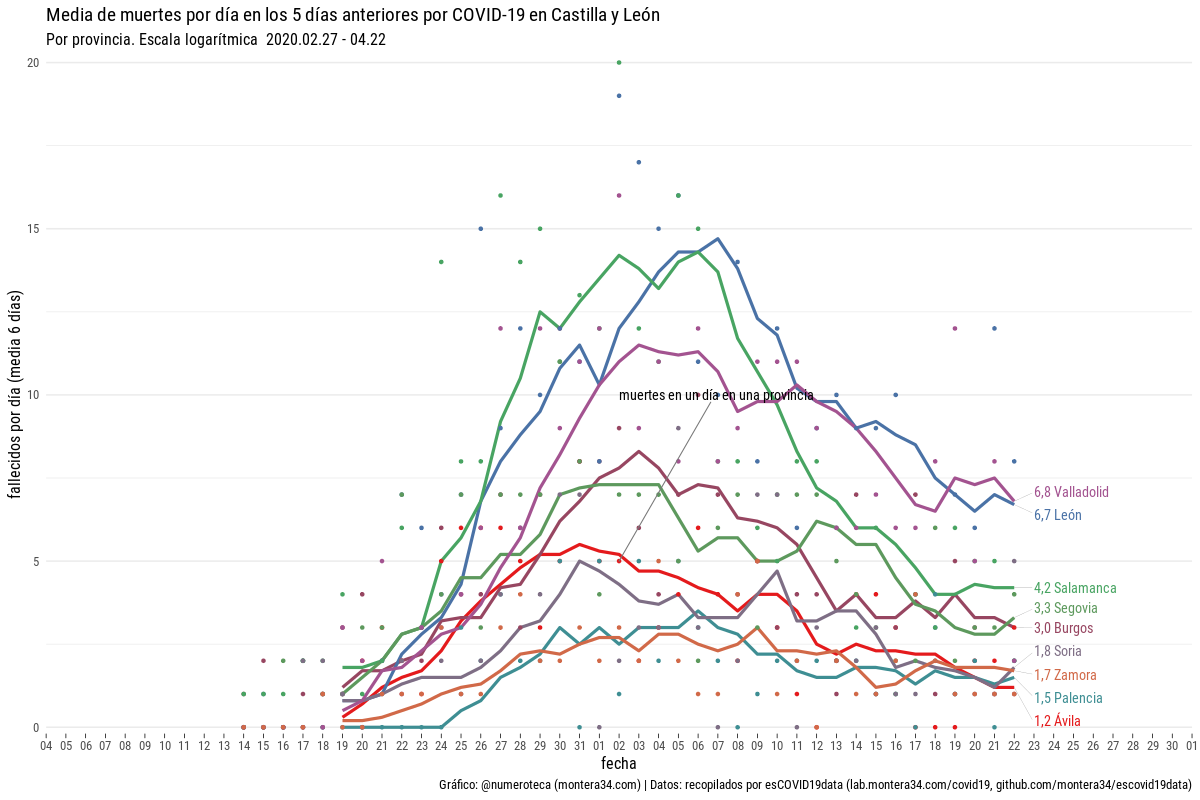 Media de muertes por día en los 5 días anteriores por COVID-19 en Castilla y León
Por provincia. Escala logarítmica  2020.02.27 - 04.22
fallecidos por día (media 6 días)
20
15
10
5
0
muertes en un día en una provincia
6,8 Valladolid
6,7 León
4,2 Salamanca
3,3 Segovia
3,0 Burgos
1,8 Soria
1,7 Zamora
1,5 Palencia
1,2 Ávila
04 05 06 07 08 09 10 11 12 13 14 15 16 17 18 19 20 21 22 23 24 25 26 27 28 29 30 31 01 02 03 04 05 06 07 08 09 10 11 12 13 14 15 16 17 18 19 20 21 22 23 24 25 26 27 28 29 30 01
fecha
Gráfico: @numeroteca (montera34.com) | Datos: recopilados por esCOVID19data (lab.montera34.com/covid19, github.com/montera34/escovid19data)